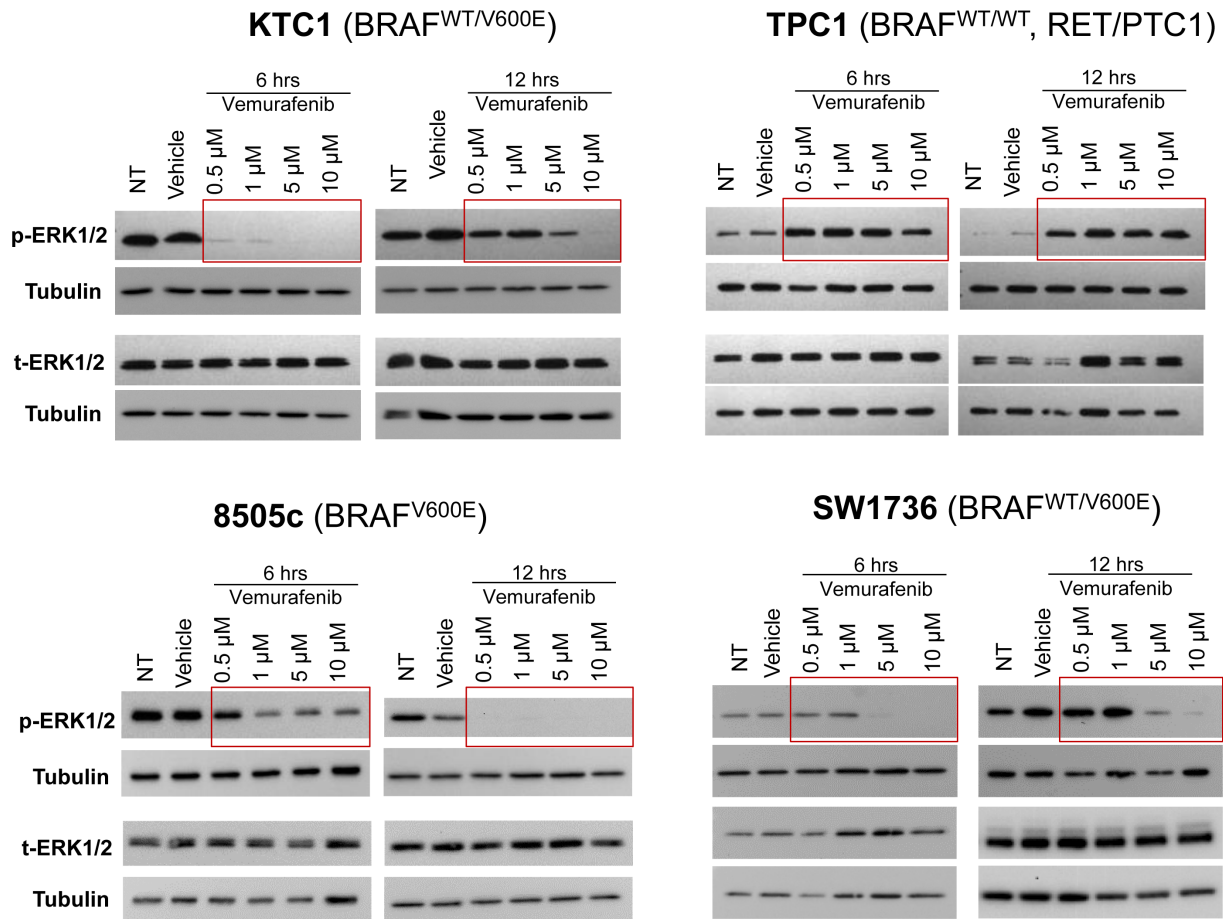 KTC1 (BRAFWT/V600E)
6 hrs
Vemurafenib
NT
Vehicle
0.5 µM
1 µM
5 µM
10 µM
12 hrs
Vemurafenib
NT
Vehicle
0.5 µM
1 µM
5 µM
10 µM
p-ERK1/2
Tubulin
t-ERK1/2
Tubulin
TPC1 (BRAFWT/WT, RET/PTC1)
6 hrs
Vemurafenib
NT
Vehicle
0.5 µM
1 µM
5 µM
10 µM
12 hrs
Vemurafenib
NT
Vehicle
0.5 µM
1 µM
5 µM
10 µM
8505c (BRAFV600E)
6 hrs
Vemurafenib
NT
Vehicle
0.5 µM
1 µM
5 µM
10 µM
12 hrs
Vemurafenib
NT
Vehicle
0.5 µM
1 µM
5 µM
10 µM
p-ERK1/2
Tubulin
t-ERK1/2
Tubulin
SW1736 (BRAFWT/V600E)
6 hrs
Vemurafenib
NT
Vehicle
0.5 µM
1 µM
5 µM
10 µM
12 hrs
Vemurafenib
NT
Vehicle
0.5 µM
1 µM
5 µM
10 µM